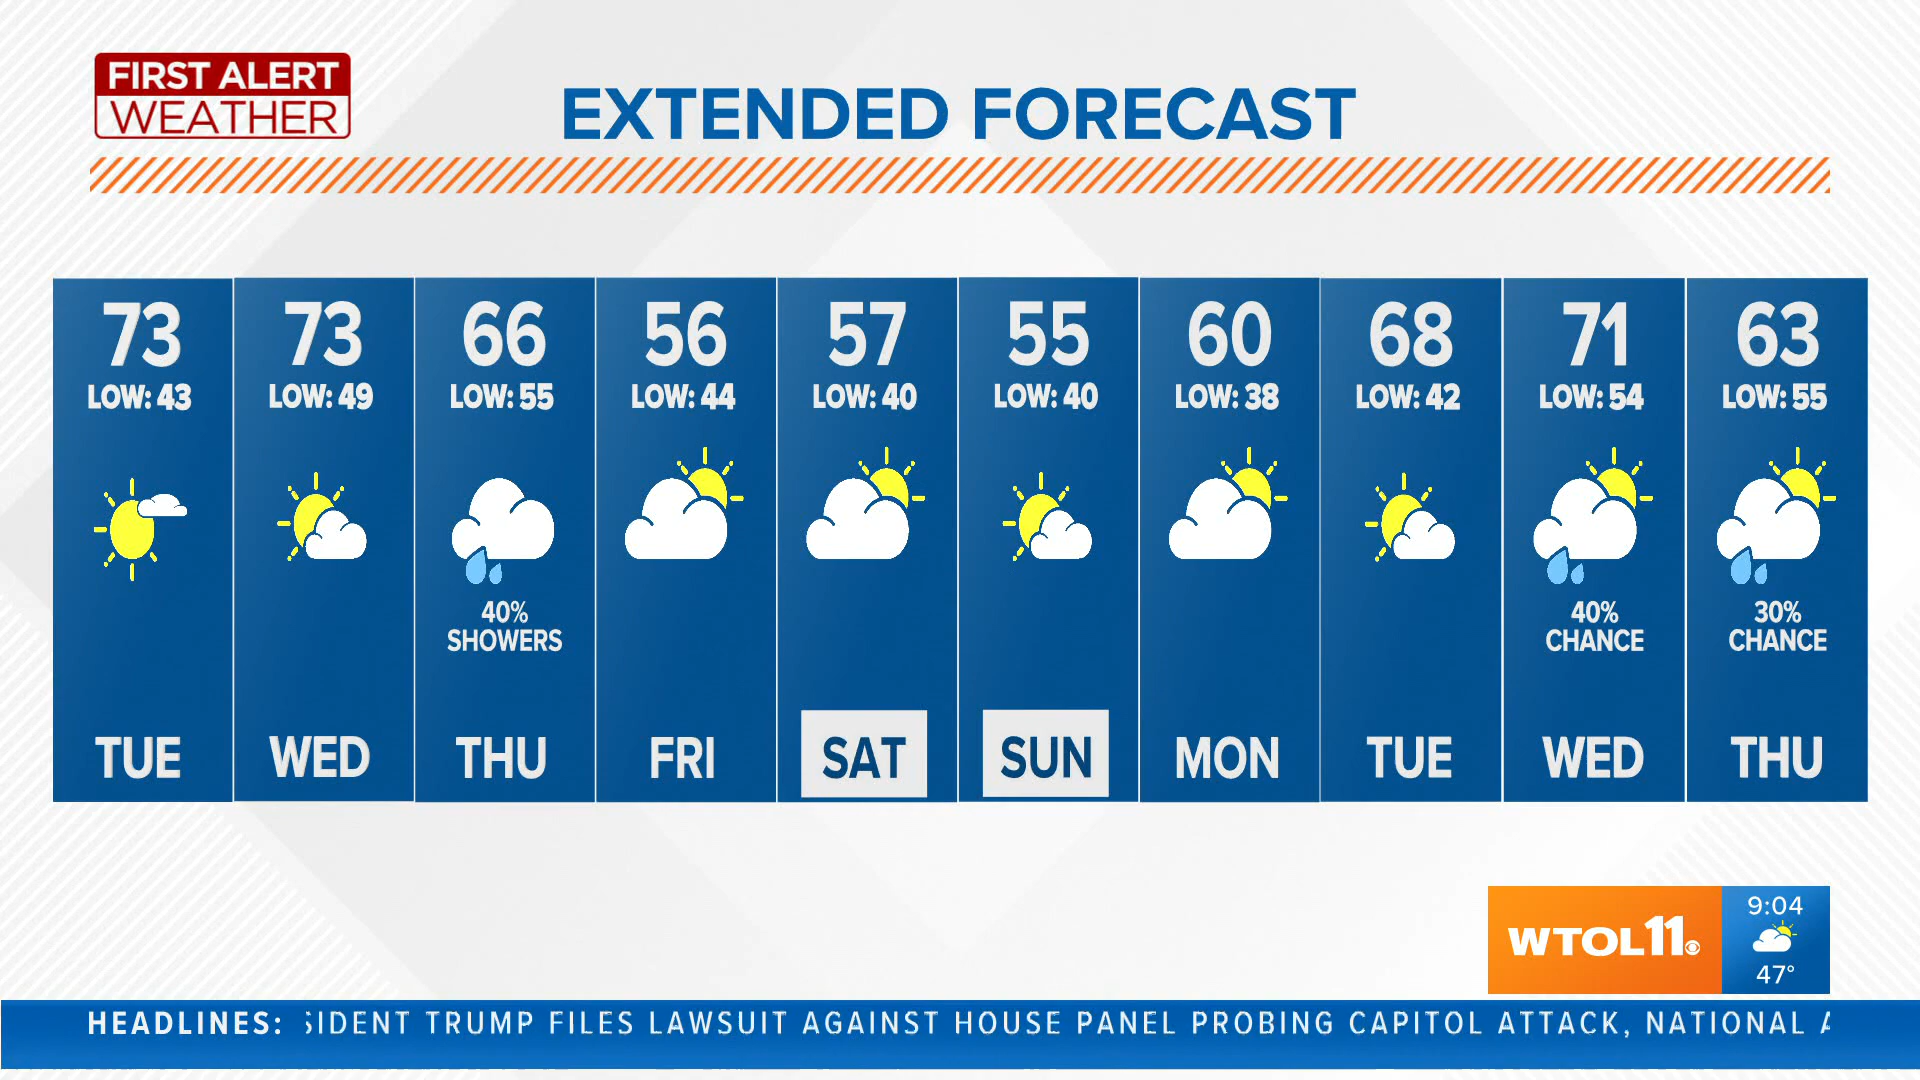 FIRST ALERT
WEATHER
EXTENDED FORECAST
73 73 66 56 57 55 60 68 71 63
LOW: 43 LOW: 49 LOW: 55 LOW: 44 LOW: 40 LOW: 40 LOW: 38 LOW: 42 LOW: 54 LOW: 55
40% 40% 30%
SHOWERS CHANCE CHANCE
TUE WED THU FRI SAT SUN MON TUE WED THU
9:04
WTOL11
47°
HEADLINES: SIDENT TRUMP FILES LAWSUIT AGAINST HOUSE PANEL PROBING CAPITOL ATTACK, NATIONAL